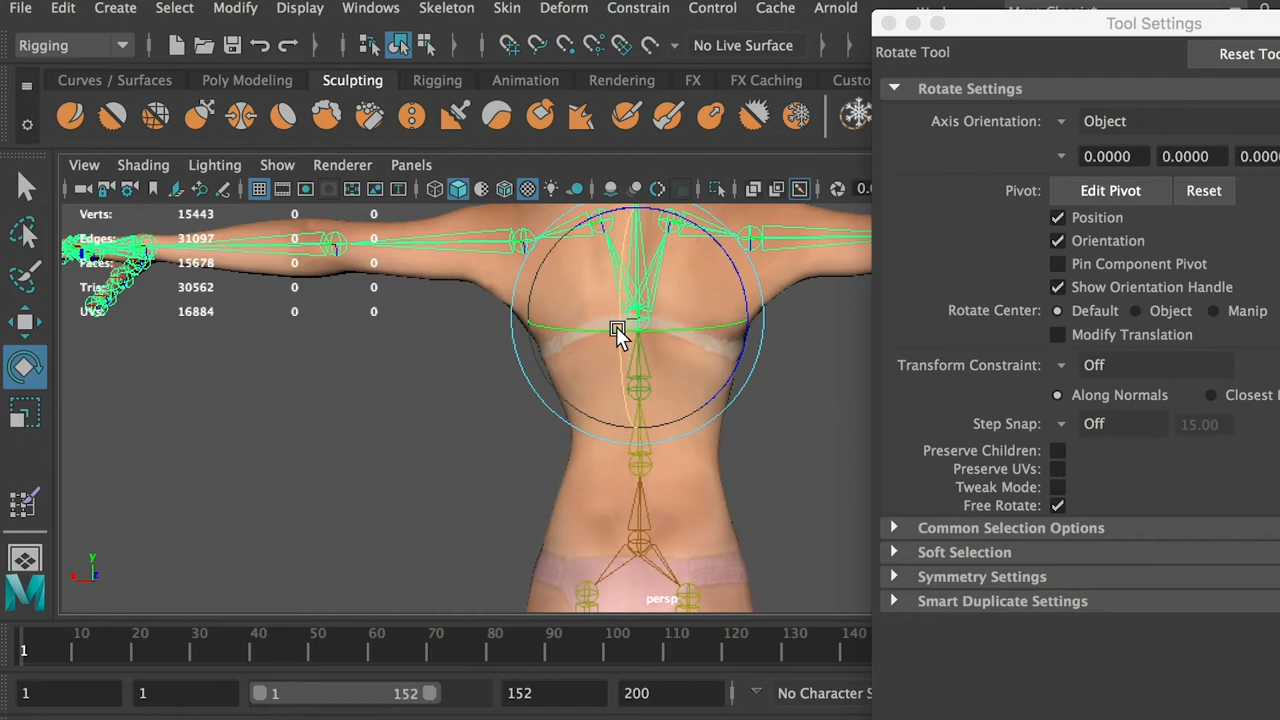 File Edit Create Select Modify Display Windows Skeleton Skin Deform Constrain Control Cache Arnold
Tool Settings
Rigging
No Live Surface
Rotate Tool
Reset Too
Curves / Surfaces Poly Modeling Sculpting Rigging Animation Rendering FX FX Caching Custo
Rotate Settings
Axis Orientation: Object
0.0000 0.0000 0.000
View Shading Lighting Show Renderer Panels
0.
Pivot: Edit Pivot Reset
Verts: 15443 0 0
Position
Edges: 31097 0 0
Orientation
Faces: 15678 0 0
Pin Component Pivot
Tris: 30562 0 0
Show Orientation Handle
UVs: 16884 0 0
Rotate Center: Default Object Manip
Modify Translation
Transform Constraint: Off
Along Normals Closest
Step Snap: Off 15.00
Preserve Children:
Preserve UVs:
Tweak Mode:
Free Rotate:
Common Selection Options
Soft Selection
Symmetry Settings
Smart Duplicate Settings
y
x z
persp
10 20 30 40 50 60 70 80 90 100 110 120 130 140
1
1 1 1 152 152 200 No Character S